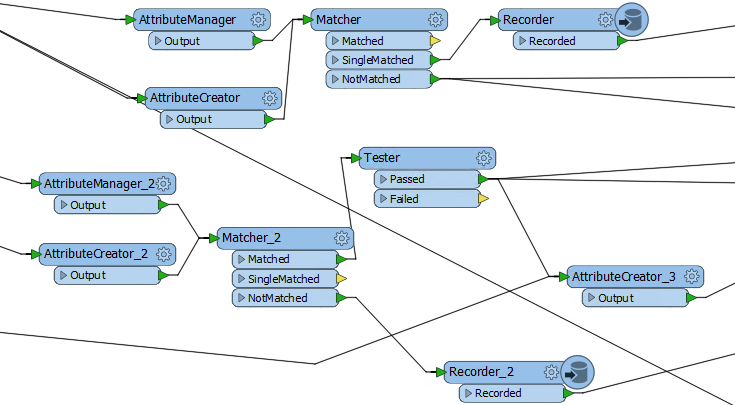 AttributeManager
Output
Matcher
Matched
SingleMatched
NotMatched
Recorder
Recorded
AttributeCreator
Output
Tester
Passed
Failed
AttributeManager_2
Output
Matcher_2
Matched
SingleMatched
NotMatched
AttributeCreator_2
Output
AttributeCreator_3
Output
Recorder_2
Recorded